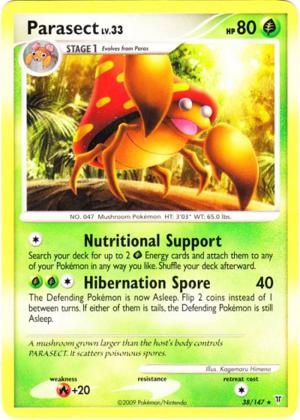 Parasect LV.33
HP 80
STAGE 1 Evolves from Paras
NO. 047 Mushroom Pokémon HT: 3'03" WT: 65.0 lbs.
Nutritional Support
Search your deck for up to 2 Energy cards and attach them to
any of your Pokémon in any way you like. Shuffle your deck afterward.
Hibernation Spore 40
The Defending Pokémon is now Asleep. Flip 2 coins instead of 1
between turns. If either of them is tails, the Defending Pokémon is still
Asleep.
A mushroom grown larger than the host's body controls
PARASECT. It scatters poisonous spores.
Illus. Kagemaru Himeno
weakness resistance retreat cost
+20
©2009 Pokémon/Nintendo
38/147